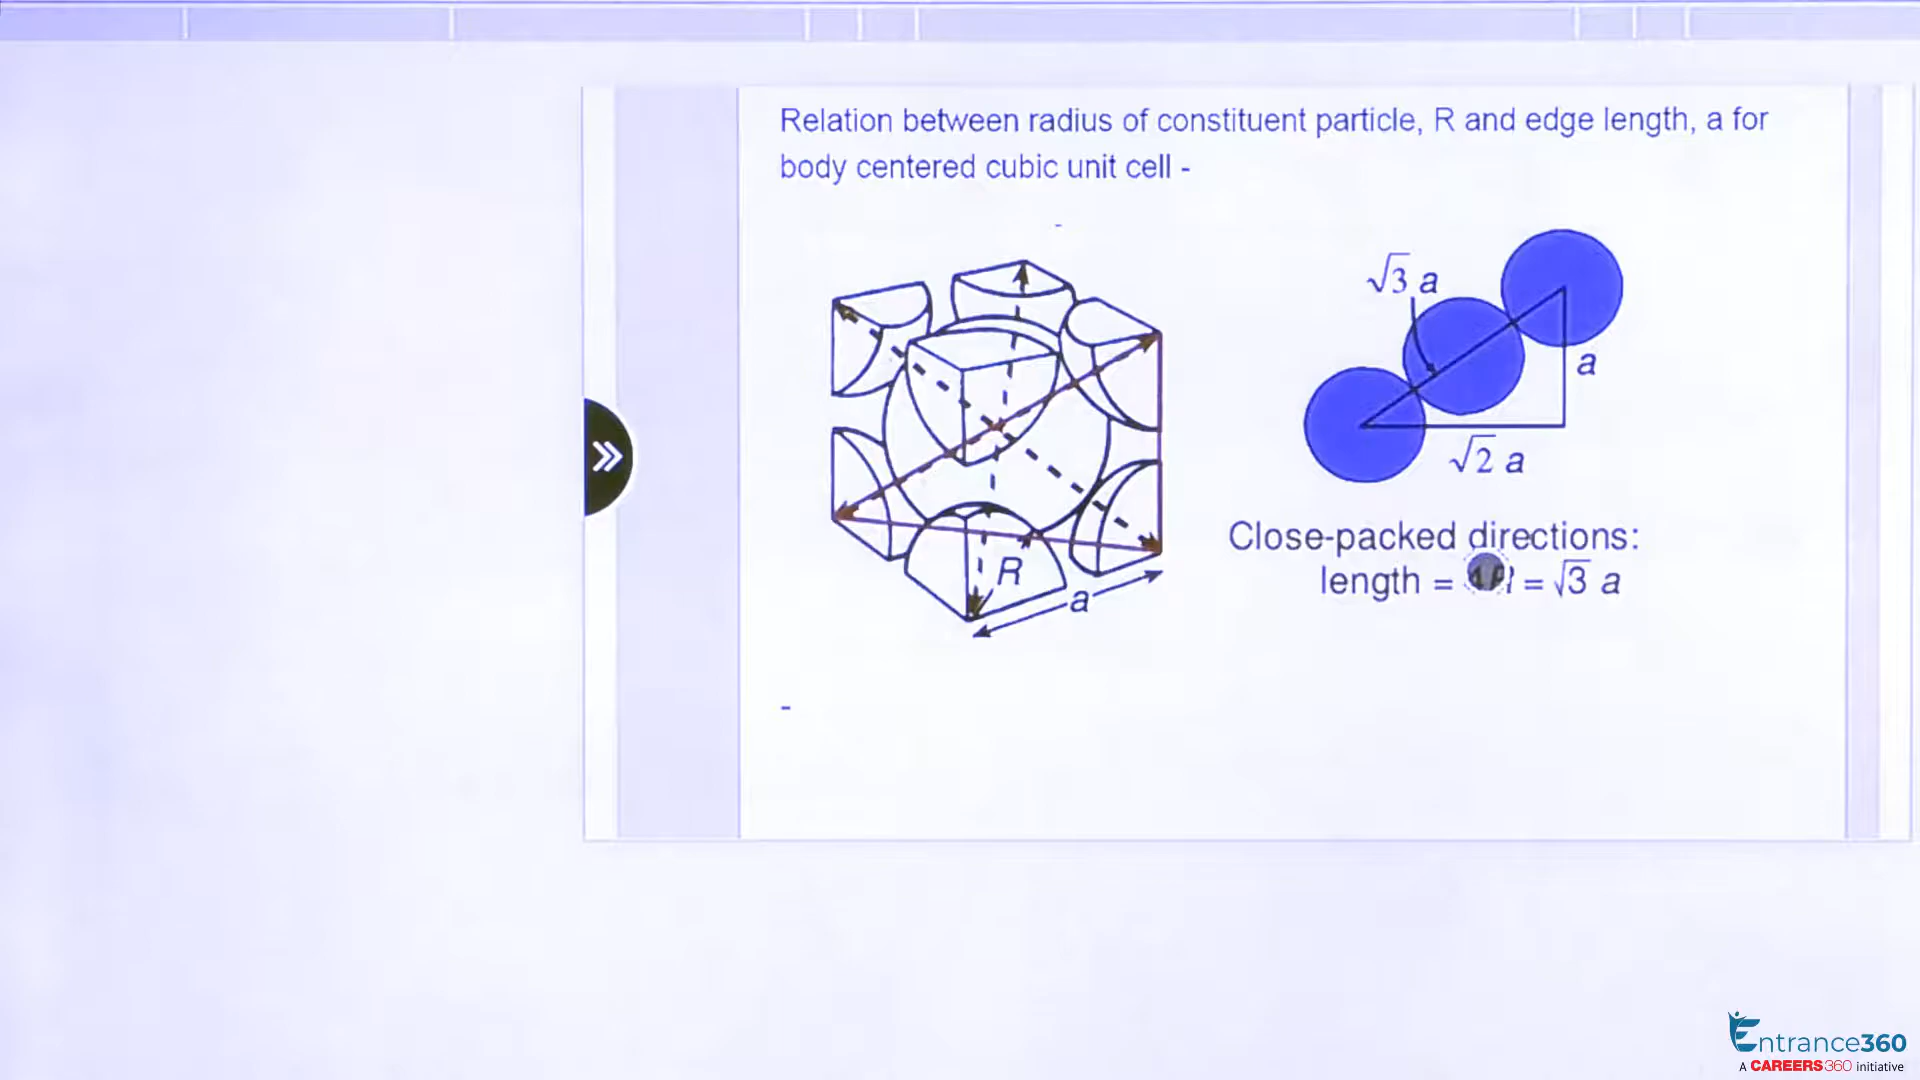 Relation between radius of constituent particle, R and edge length, a for
body centered cubic unit cell -
-
√3 a
a
√2 a
R
a
Close-packed directions:
length = 4R = √3 a
-
Entrance360
A CAREERS360 initiative